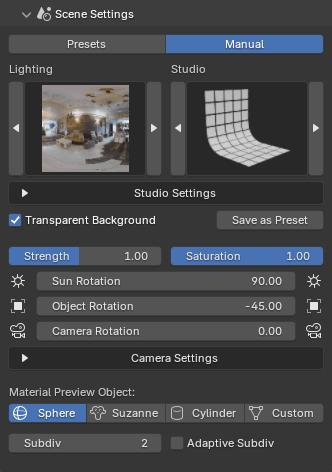 Scene Settings
Presets Manual
Lighting Studio
Studio Settings
Transparent Background Save as Preset
Strength 1.00 Saturation 1.00
Sun Rotation 90.00
Object Rotation -45.00
Camera Rotation 0.00
Camera Settings
Material Preview Object:
Sphere Suzanne Cylinder Custom
Subdiv 2 Adaptive Subdiv